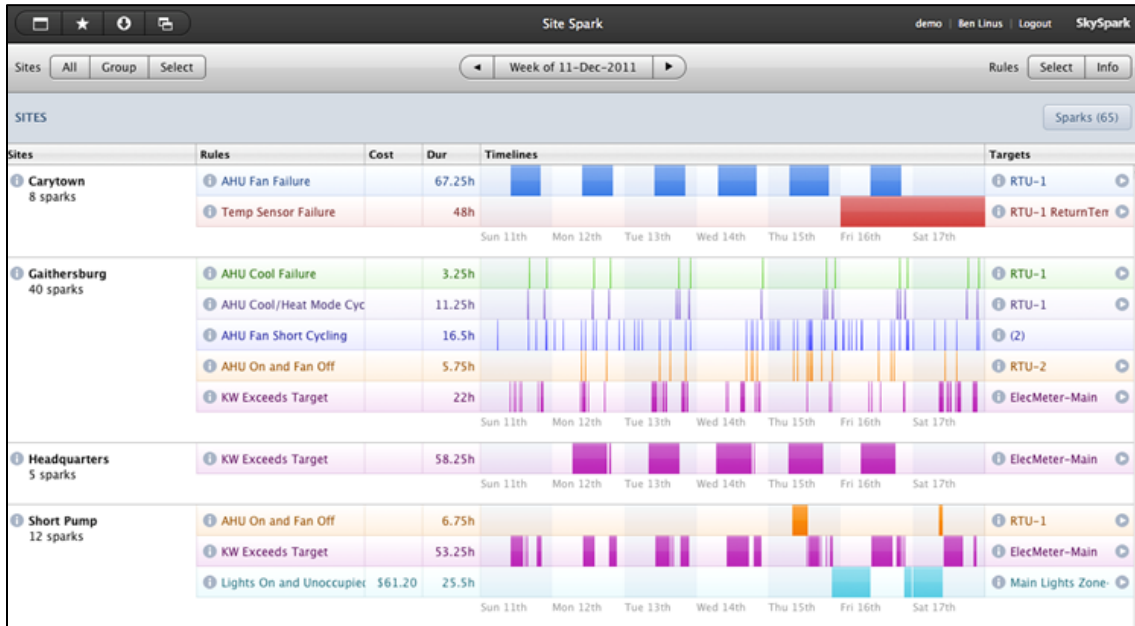 Site Spark
demo | Ben Linus | Logout SkySpark
Sites All Group Select
Week of 11-Dec-2011
Rules Select Info
SITES
Sparks (65)
Sites Rules Cost Dur Timelines Targets
Carytown AHU Fan Failure 67.25h RTU-1
8 sparks
Temp Sensor Failure 48h RTU-1 ReturnTem
Sun 11th Mon 12th Tue 13th Wed 14th Thu 15th Fri 16th Sat 17th
Gaithersburg AHU Cool Failure 3.25h RTU-1
40 sparks
AHU Cool/Heat Mode Cyc 11.25h RTU-1
AHU Fan Short Cycling 16.5h (2)
AHU On and Fan Off 5.75h RTU-2
KW Exceeds Target 22h ElecMeter-Main
Sun 11th Mon 12th Tue 13th Wed 14th Thu 15th Fri 16th Sat 17th
Headquarters KW Exceeds Target 58.25h ElecMeter-Main
5 sparks
Sun 11th Mon 12th Tue 13th Wed 14th Thu 15th Fri 16th Sat 17th
Short Pump AHU On and Fan Off 6.75h RTU-1
12 sparks
KW Exceeds Target 53.25h ElecMeter-Main
Lights On and Unoccupied $61.20 25.5h Main Lights Zone-
Sun 11th Mon 12th Tue 13th Wed 14th Thu 15th Fri 16th Sat 17th